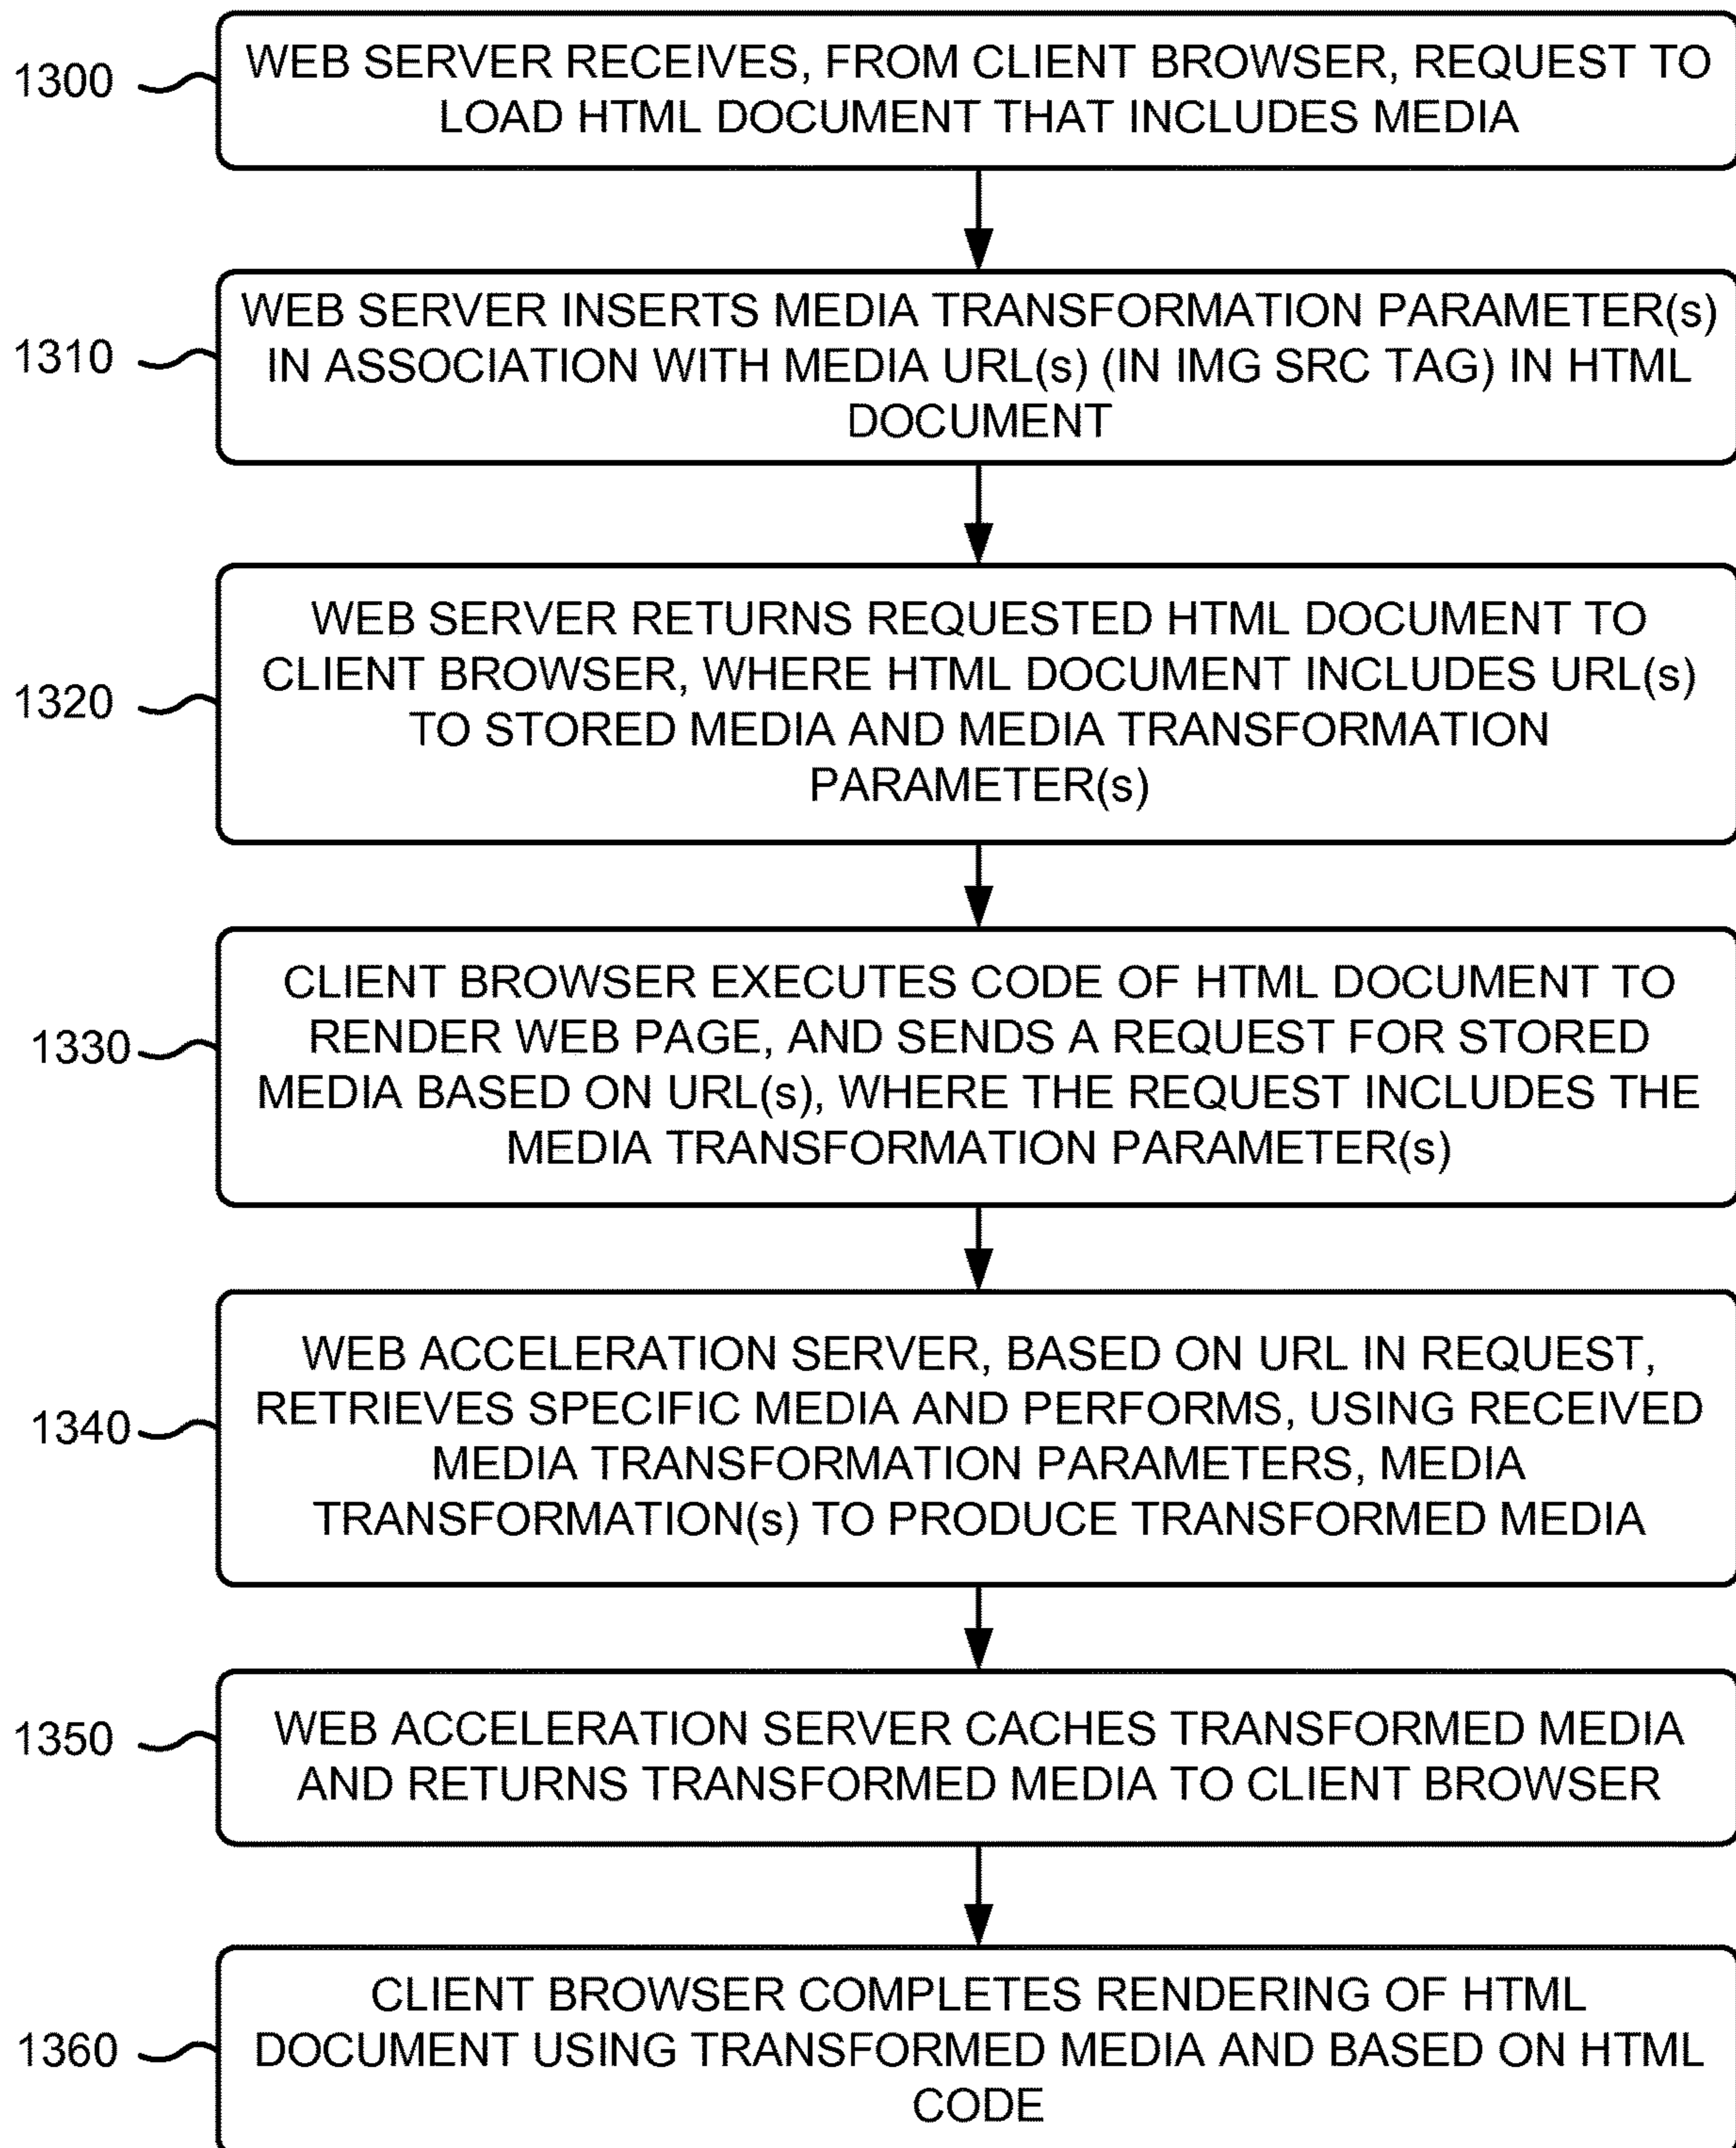 1300
WEB SERVER RECEIVES, FROM CLIENT BROWSER, REQUEST TO
LOAD HTML DOCUMENT THAT INCLUDES MEDIA
1310
WEB SERVER INSERTS MEDIA TRANSFORMATION PARAMETER(s)
IN ASSOCIATION WITH MEDIA URL(s) (IN IMG SRC TAG) IN HTML
DOCUMENT
1320
WEB SERVER RETURNS REQUESTED HTML DOCUMENT TO
CLIENT BROWSER, WHERE HTML DOCUMENT INCLUDES URL(s)
TO STORED MEDIA AND MEDIA TRANSFORMATION
PARAMETER(s)
1330
CLIENT BROWSER EXECUTES CODE OF HTML DOCUMENT TO
RENDER WEB PAGE, AND SENDS A REQUEST FOR STORED
MEDIA BASED ON URL(s), WHERE THE REQUEST INCLUDES THE
MEDIA TRANSFORMATION PARAMETER(s)
1340
WEB ACCELERATION SERVER, BASED ON URL IN REQUEST,
RETRIEVES SPECIFIC MEDIA AND PERFORMS, USING RECEIVED
MEDIA TRANSFORMATION PARAMETERS, MEDIA
TRANSFORMATION(s) TO PRODUCE TRANSFORMED MEDIA
1350
WEB ACCELERATION SERVER CACHES TRANSFORMED MEDIA
AND RETURNS TRANSFORMED MEDIA TO CLIENT BROWSER
1360
CLIENT BROWSER COMPLETES RENDERING OF HTML
DOCUMENT USING TRANSFORMED MEDIA AND BASED ON HTML
CODE